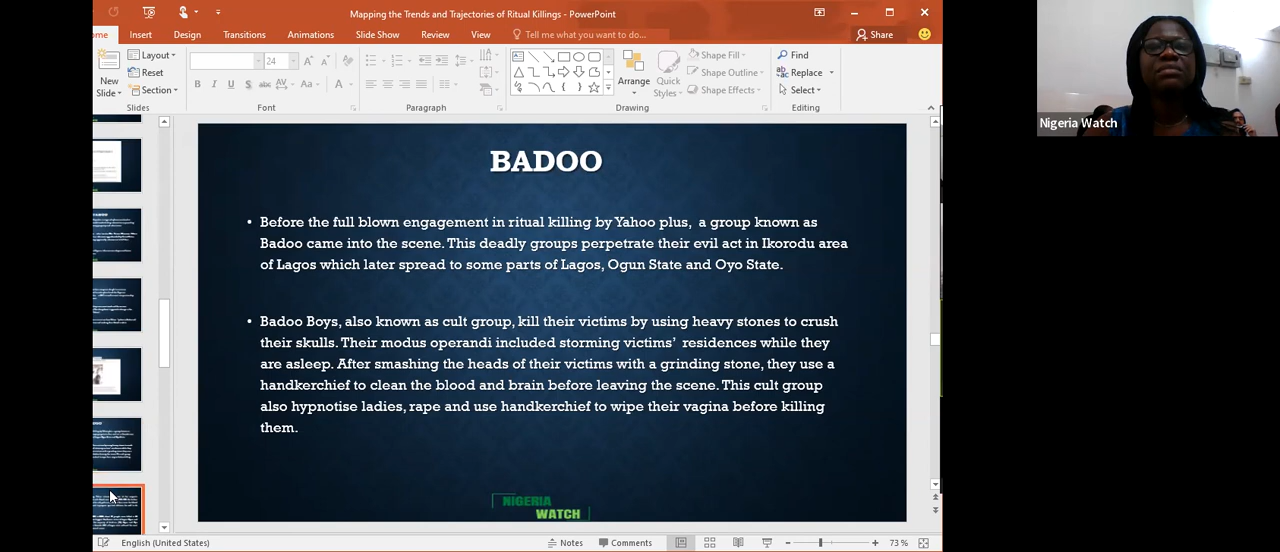 Mapping the Trends and Trajectories of Ritual Killings - PowerPoint
ome Insert Design Transitions Animations Slide Show Review View Tell me what you want to do... Share
New
Slide
Layout
Reset
Section
Slides
24
B I U S abc AV Aa A
Font
Paragraph
Arrange
Quick
Styles
Shape Fill
Shape Outline
Shape Effects
Drawing
Find
Replace
Select
Editing
BADOO
• Before the full blown engagement in ritual killing by Yahoo plus, a group known as
Badoo came into the scene. This deadly groups perpetrate their evil act in Ikorodu area
of Lagos which later spread to some parts of Lagos, Ogun State and Oyo State.
• Badoo Boys, also known as cult group, kill their victims by using heavy stones to crush
their skulls. Their modus operandi included storming victims' residences while they
are asleep. After smashing the heads of their victims with a grinding stone, they use a
handkerchief to clean the blood and brain before leaving the scene. This cult group
also hypnotise ladies, rape and use handkerchief to wipe their vagina before killing
them.
NIGERIA
WATCH
English (United States) Notes Comments 73 %
Nigeria Watch